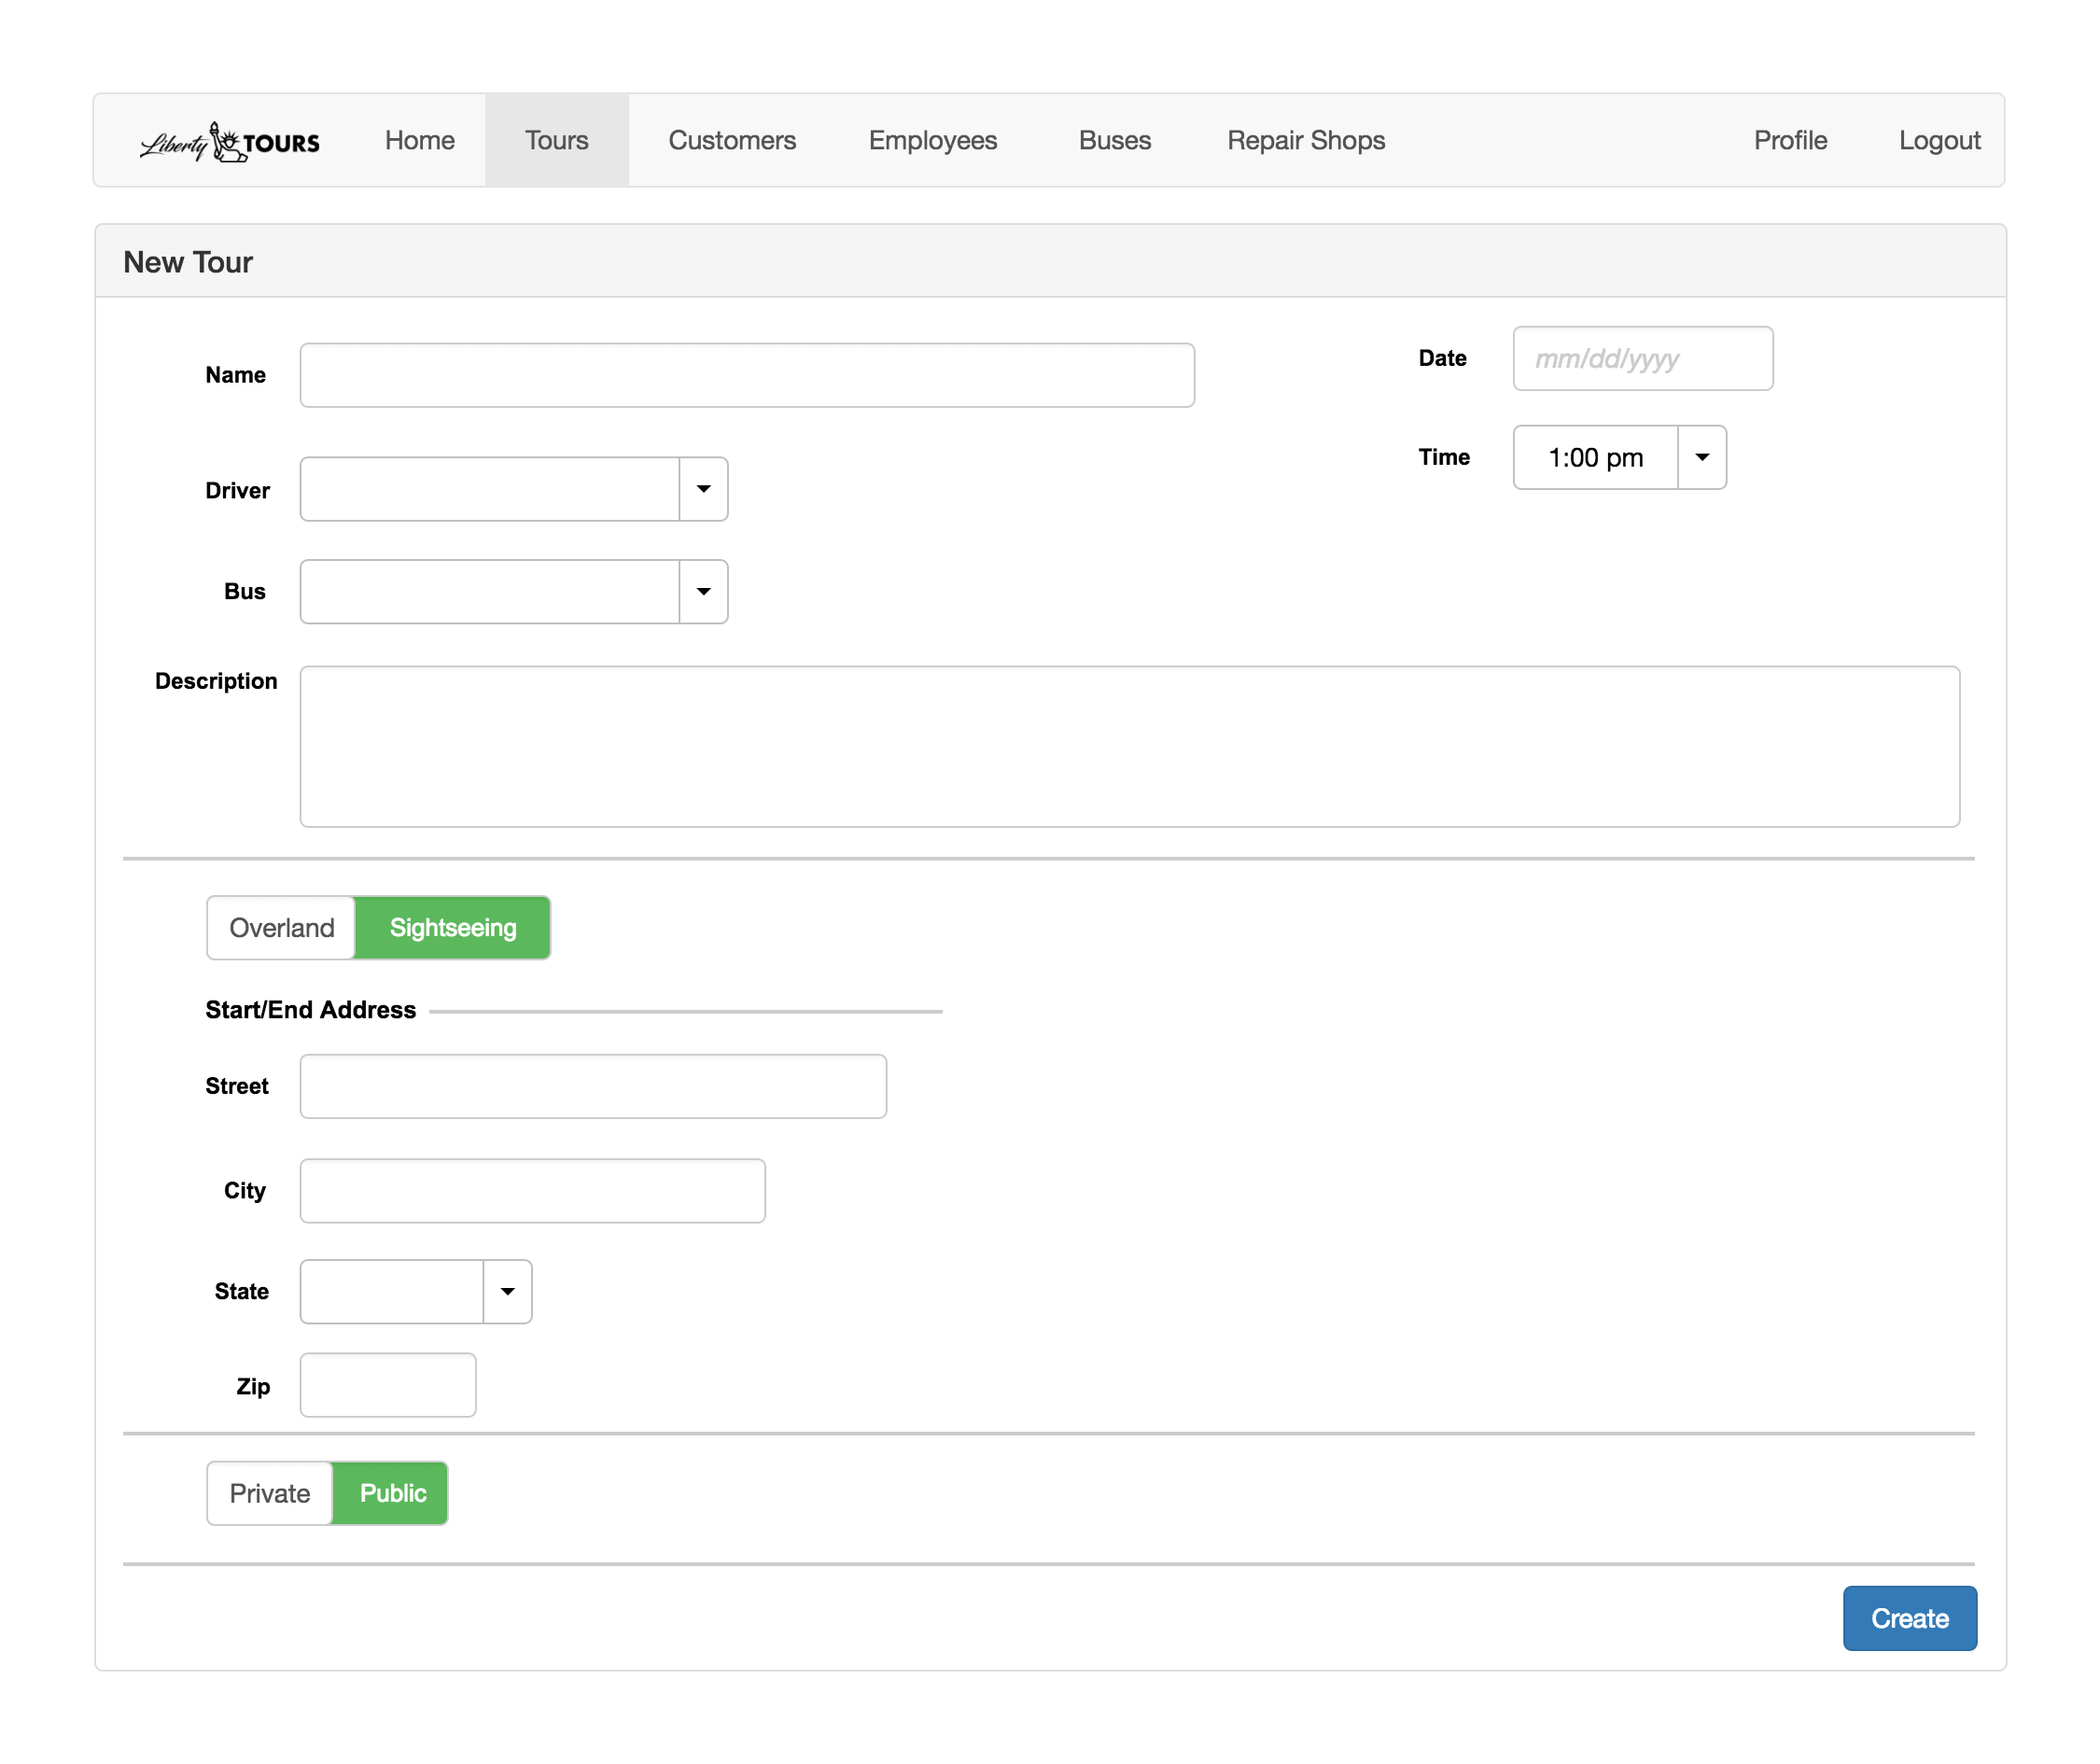 Liberty TOURS Home Tours Customers Employees Buses Repair Shops Profile Logout
New Tour
Name
Date mm/dd/yyyy
Time 1:00 pm
Driver
Bus
Description
Overland Sightseeing
Start/End Address
Street
City
State
Zip
Private Public
Create